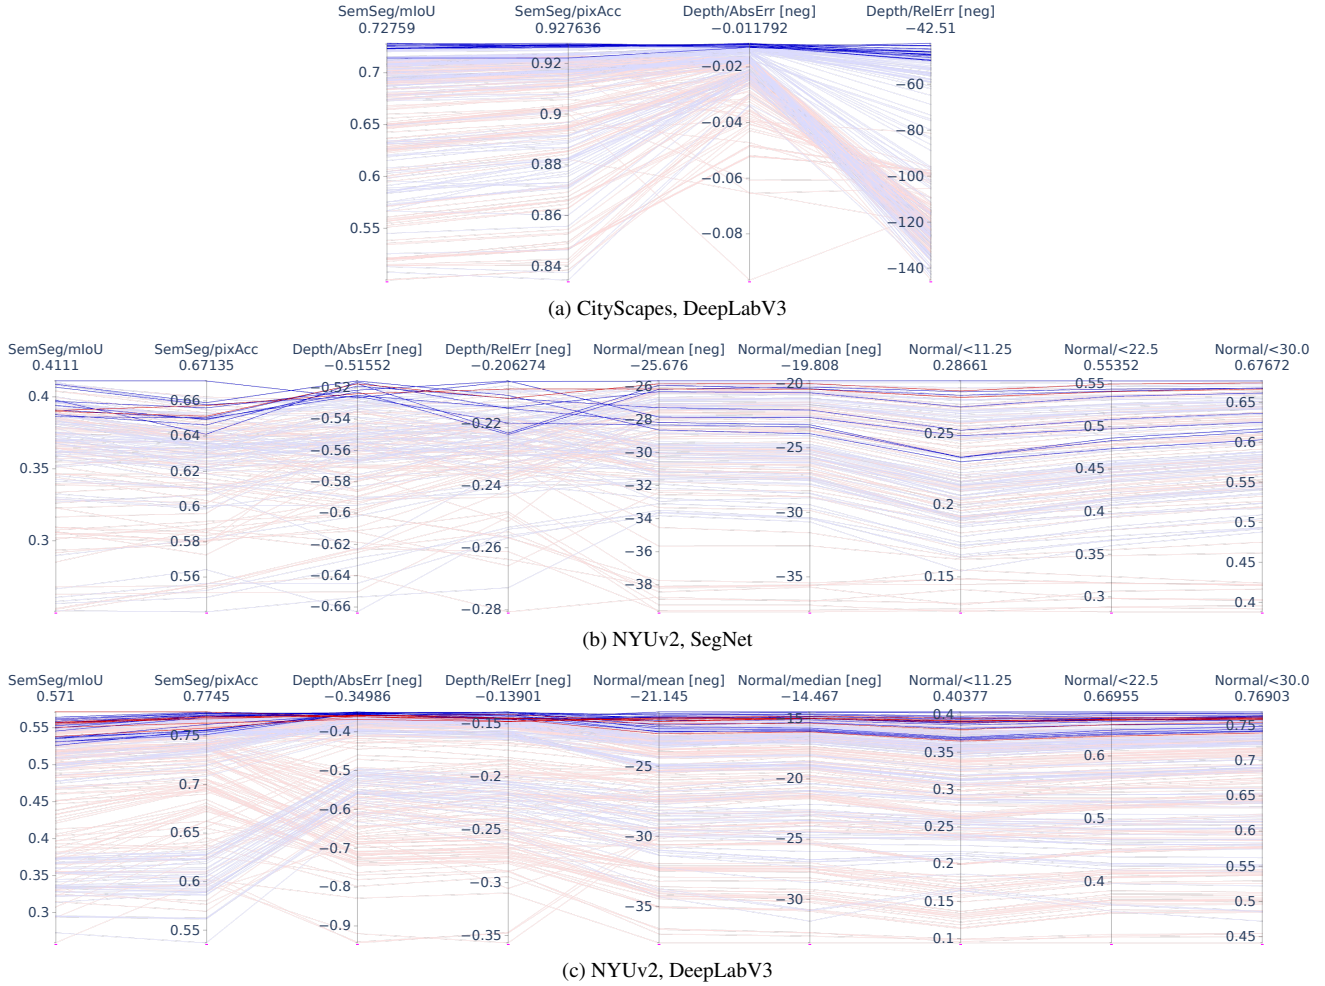 SemSeg/mIoU SemSeg/pixAcc Depth/AbsErr [neg] Depth/RelErr [neg]
0.72759 0.927636 −0.011792 −42.51
0.7 0.65 0.6 0.55
0.92 0.9 0.88 0.86 0.84
−0.02 −0.04 −0.06 −0.08
−60 −80 −100 −120 −140
(a) CityScapes, DeepLabV3
SemSeg/mIoU SemSeg/pixAcc Depth/AbsErr [neg] Depth/RelErr [neg] Normal/mean [neg] Normal/median [neg] Normal/<11.25 Normal/<22.5 Normal/<30.0
0.4111 0.67135 −0.51552 −0.206274 −25.676 −19.808 0.28661 0.55352 0.67672
0.4 0.35 0.3
0.66 0.64 0.62 0.6 0.58 0.56
−0.52 −0.54 −0.56 −0.58 −0.6 −0.62 −0.64 −0.66
−0.22 −0.24 −0.26 −0.28
−26 −28 −30 −32 −34 −36 −38
−20 −25 −30 −35
0.25 0.2 0.15
0.55 0.5 0.45 0.4 0.35 0.3
0.65 0.6 0.55 0.5 0.45 0.4
(b) NYUv2, SegNet
SemSeg/mIoU SemSeg/pixAcc Depth/AbsErr [neg] Depth/RelErr [neg] Normal/mean [neg] Normal/median [neg] Normal/<11.25 Normal/<22.5 Normal/<30.0
0.571 0.7745 −0.34986 −0.13901 −21.145 −14.467 0.40377 0.66955 0.76903
0.55 0.5 0.45 0.4 0.35 0.3
0.75 0.7 0.65 0.6 0.55
−0.4 −0.5 −0.6 −0.7 −0.8 −0.9
−0.15 −0.2 −0.25 −0.3 −0.35
−25 −30 −35
−15 −20 −25 −30
0.4 0.35 0.3 0.25 0.2 0.15 0.1
0.6 0.5 0.4
0.75 0.7 0.65 0.6 0.55 0.5 0.45
(c) NYUv2, DeepLabV3